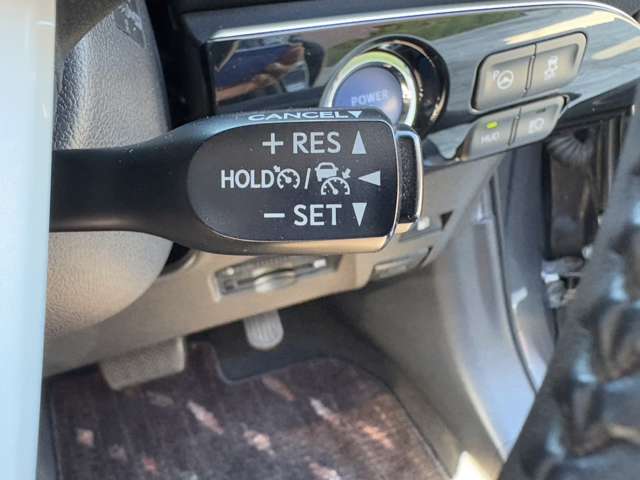 POWER
P
CANCEL▼
+ RES ▲
HOLD / ◄
− SET ▼
HUD